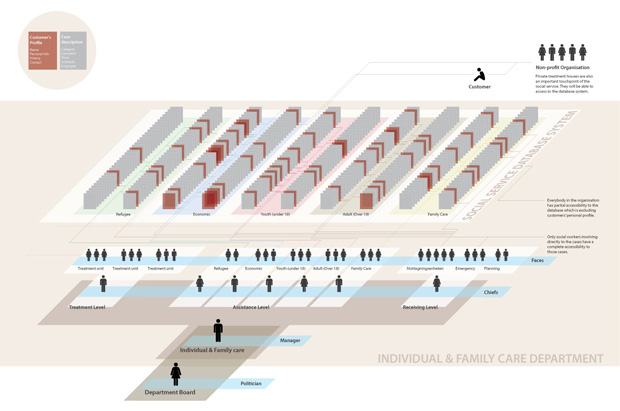 Customer's
Profile
Name
Personal Info
History
Contact
Case
description
Category
Non-profit Organisation
Private treatment houses are also
an important touchpoint of the
social service. They will be able to
access to the database system.
Customer
SOCIAL SERVICE DATABASE SYSTEM
Refugee
Economic
Youth (under 18)
Adult (Over 18)
Family Care
Everybody in the organisation
has partial accessibility to the
database which is excluding
customers' personal profile.
Only social workers involving
directly to the cases have a
complete accessibility to
those cases.
Treatment unit
Treatment unit
Treatment unit
Refugee
Economic
Youth (under 18)
Adult (Over 18)
Family Care
Emergency
Planning
Faces
Chiefs
Treatment Level
Assistance Level
Receiving Level
Manager
Individual & Family care
INDIVIDUAL & FAMILY CARE DEPARTMENT
Politician
Department Board